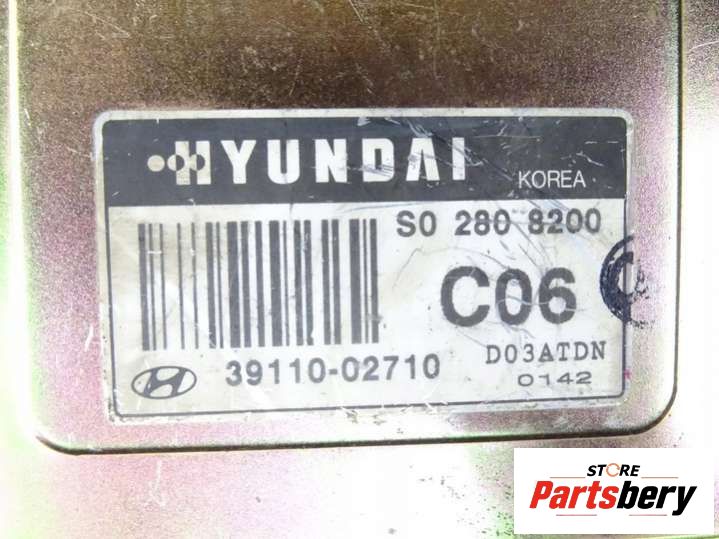 HYUNDAI KOREA
S0 280 8200
C06
39110-02710
D03ATDN
0142
STORE
Partsbery